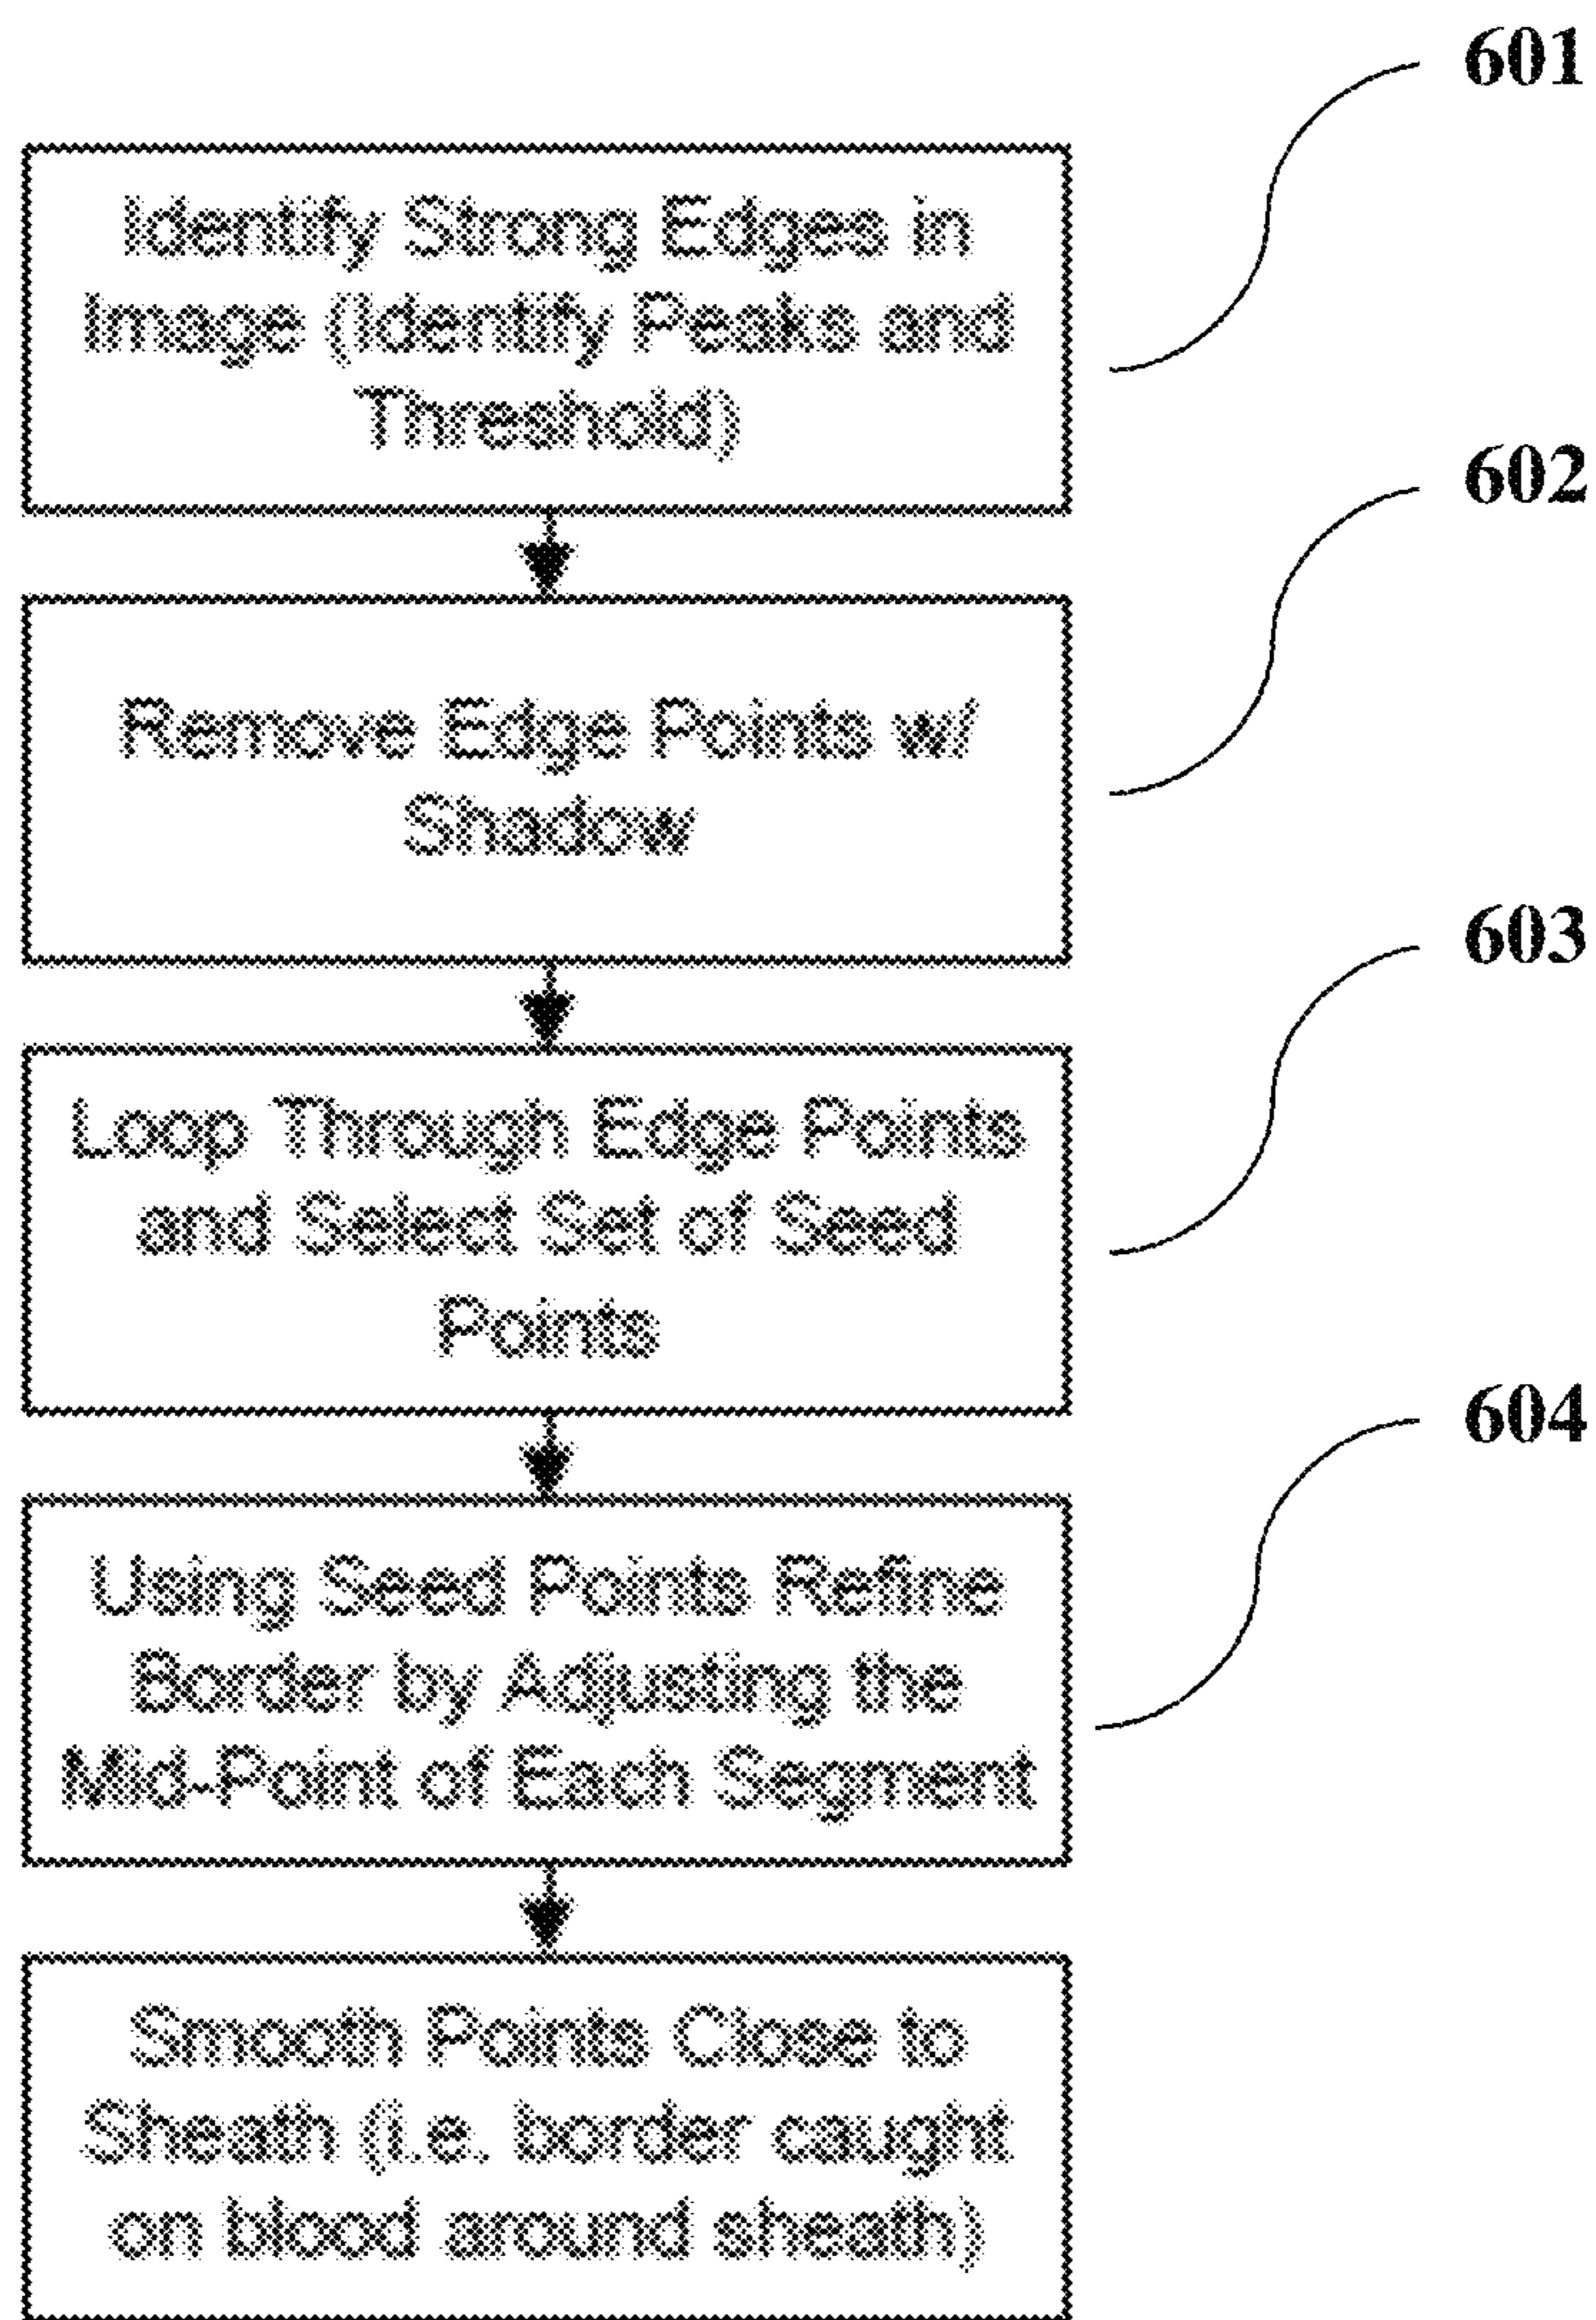 601
Identify Strong Edges in
Image (Identify Peaks and
Threshold)
602
Remove Edge Points w/
Shadow
603
Loop Through Edge Points
and Select Set of Seed
Points
604
Using Seed Points Refine
Border by Adjusting the
Mid-Point of Each Segment
Smooth Points Close to
Sheath (i.e. border caught
on blood around sheath)